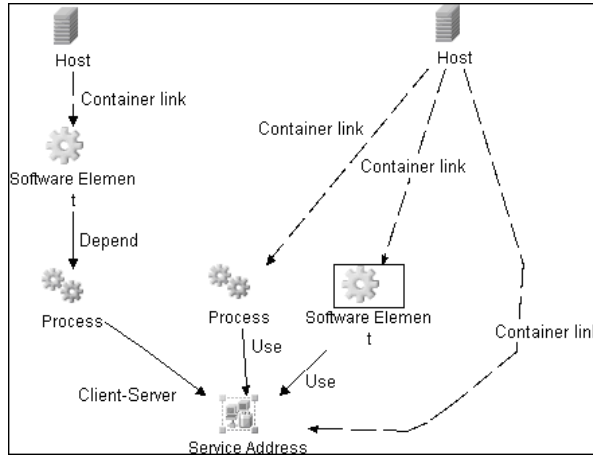 Host
Host
Container link
Container link
Container link
Software Elemen
t
Depend
Process
Process
Software Elemen
t
Container link
Use
Use
Client-Server
Service Address